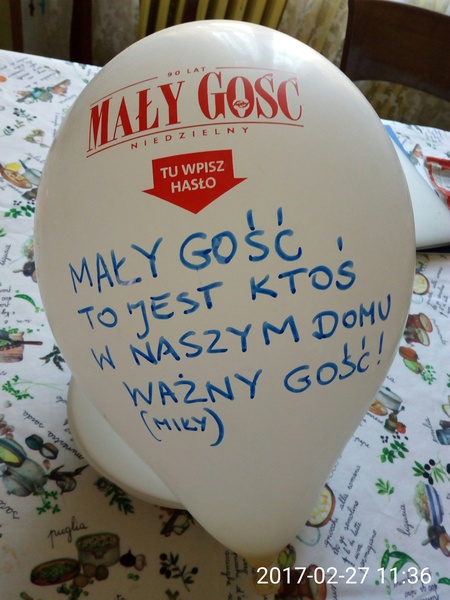 90 LAT
MAŁY GOŚĆ
NIEDZIELNY
TU WPISZ
HASŁO
MAŁY GOŚĆ
TO JEST KTOŚ
W NASZYM DOMU
WAŻNY GOŚĆ!
(MIŁY)
puglia
2017-02-27 11:36